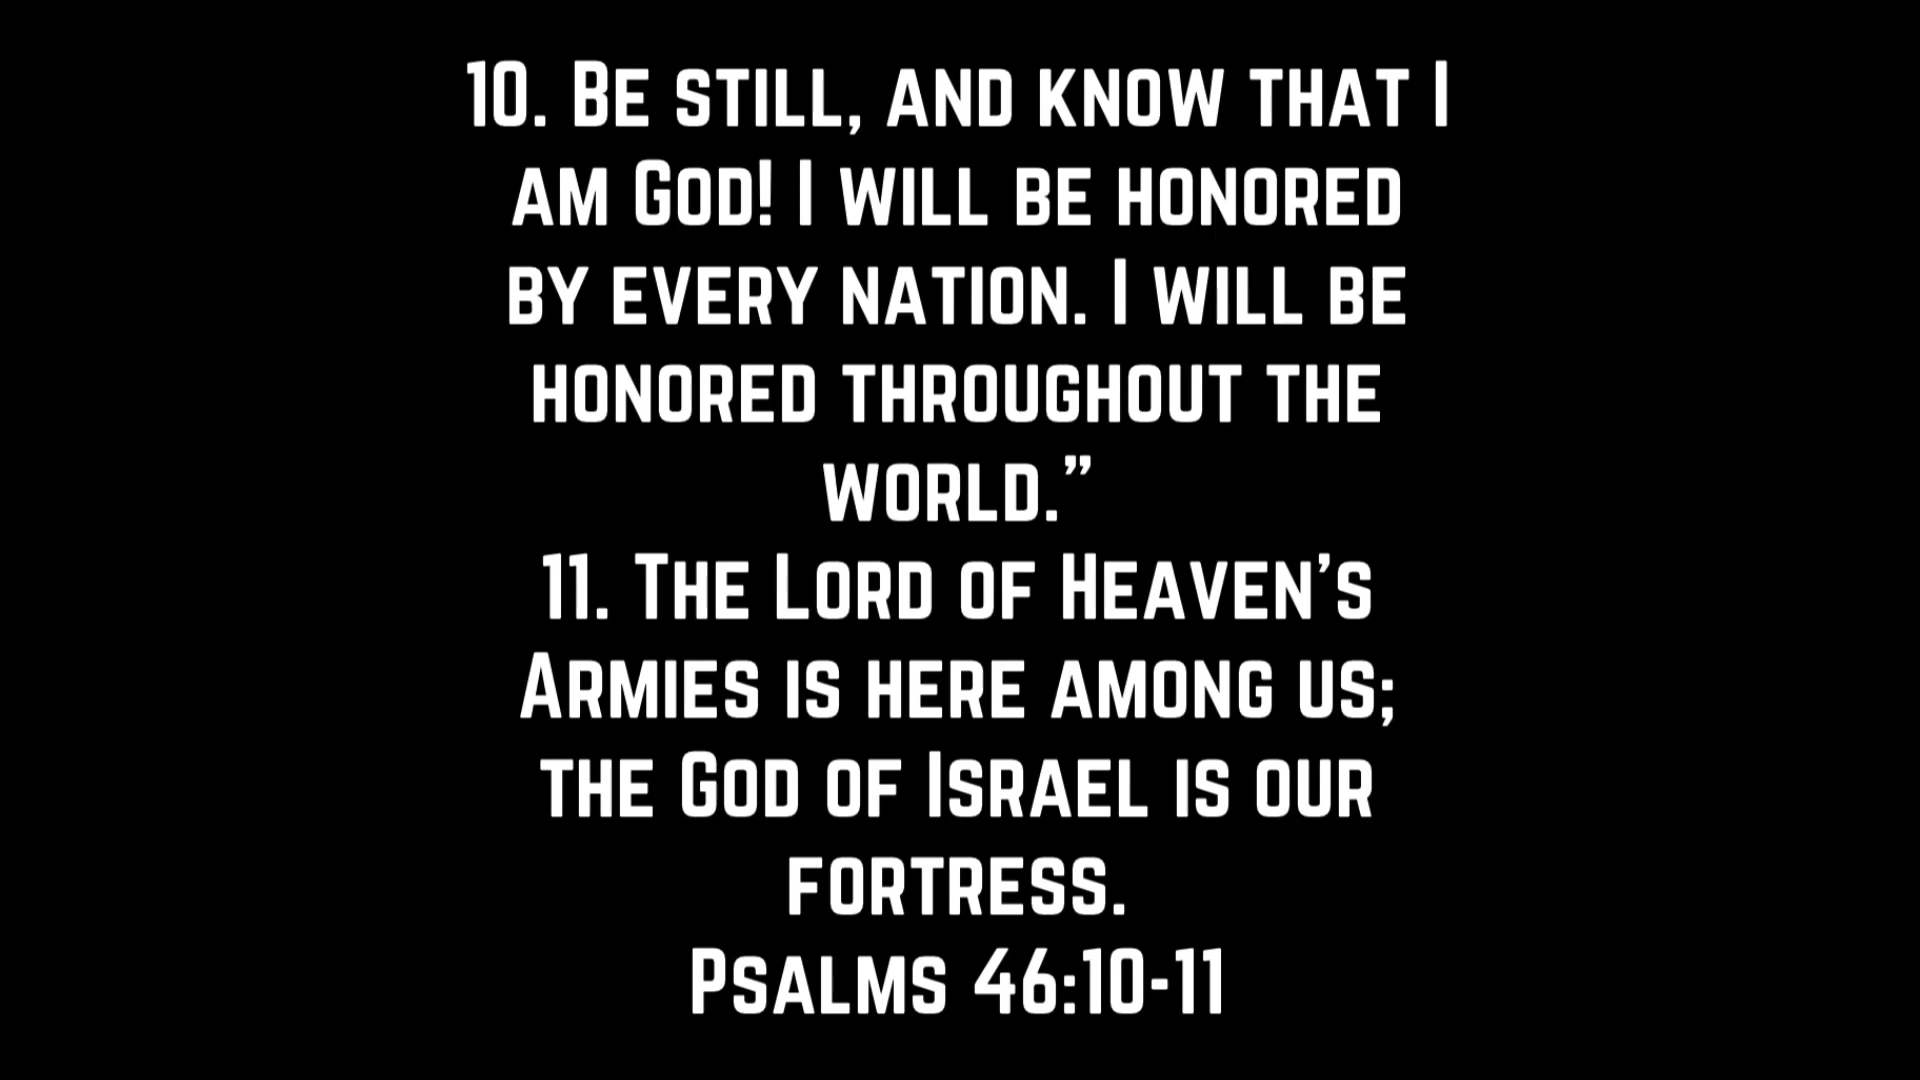 10. Be still, and know that I
am God! I will be honored
by every nation. I will be
honored throughout the
world.”
11. The Lord of Heaven’s
Armies is here among us;
the God of Israel is our
fortress.
Psalms 46:10-11